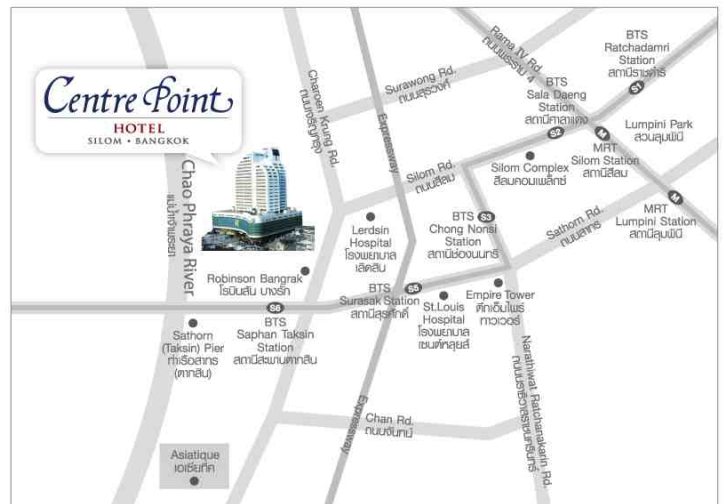 Centre Point
HOTEL
SILOM • BANGKOK
Chao Phraya River
แม่น้ำเจ้าพระยา
Charoen Krung Rd.
ถนนเจริญกรุง
Surawong Rd.
ถนนสุรวงศ์
Expressway
Rama IV Rd.
ถนนพระราม 4
BTS
Ratchadamri
Station
สถานีราชดำริ
S1
BTS
Sala Daeng
Station
สถานีศาลาแดง
S2
M
MRT
Silom Station
สถานีสีลม
Lumpini Park
สวนลุมพินี
Silom Rd.
ถนนสีลม
Silom Complex
สีลมคอมเพล็กซ์
M
MRT
Lumpini Station
สถานีลุมพินี
Lerdsin
Hospital
โรงพยาบาล
เลิดสิน
BTS
Chong Nonsi
Station
สถานีช่องนนทรี
S3
Sathorn Rd.
ถนนสาทร
Robinson Bangrak
โรบินสัน บางรัก
BTS
Surasak Station
สถานีสุรศักดิ์
S5
St.Louis
Hospital
โรงพยาบาล
เซนต์หลุยส์
Empire Tower
ตึกเอ็มไพร์
ทาวเวอร์
S6
BTS
Saphan Taksin
Station
สถานีสะพานตากสิน
Sathorn
(Taksin) Pier
ท่าเรือสาทร
(ตากสิน)
Narathiwat Ratchanakarin Rd.
ถนนนราธิวาสราชนครินทร์
Expressway
Chan Rd.
ถนนจันทน์
Asiatique
เอเชียทีค